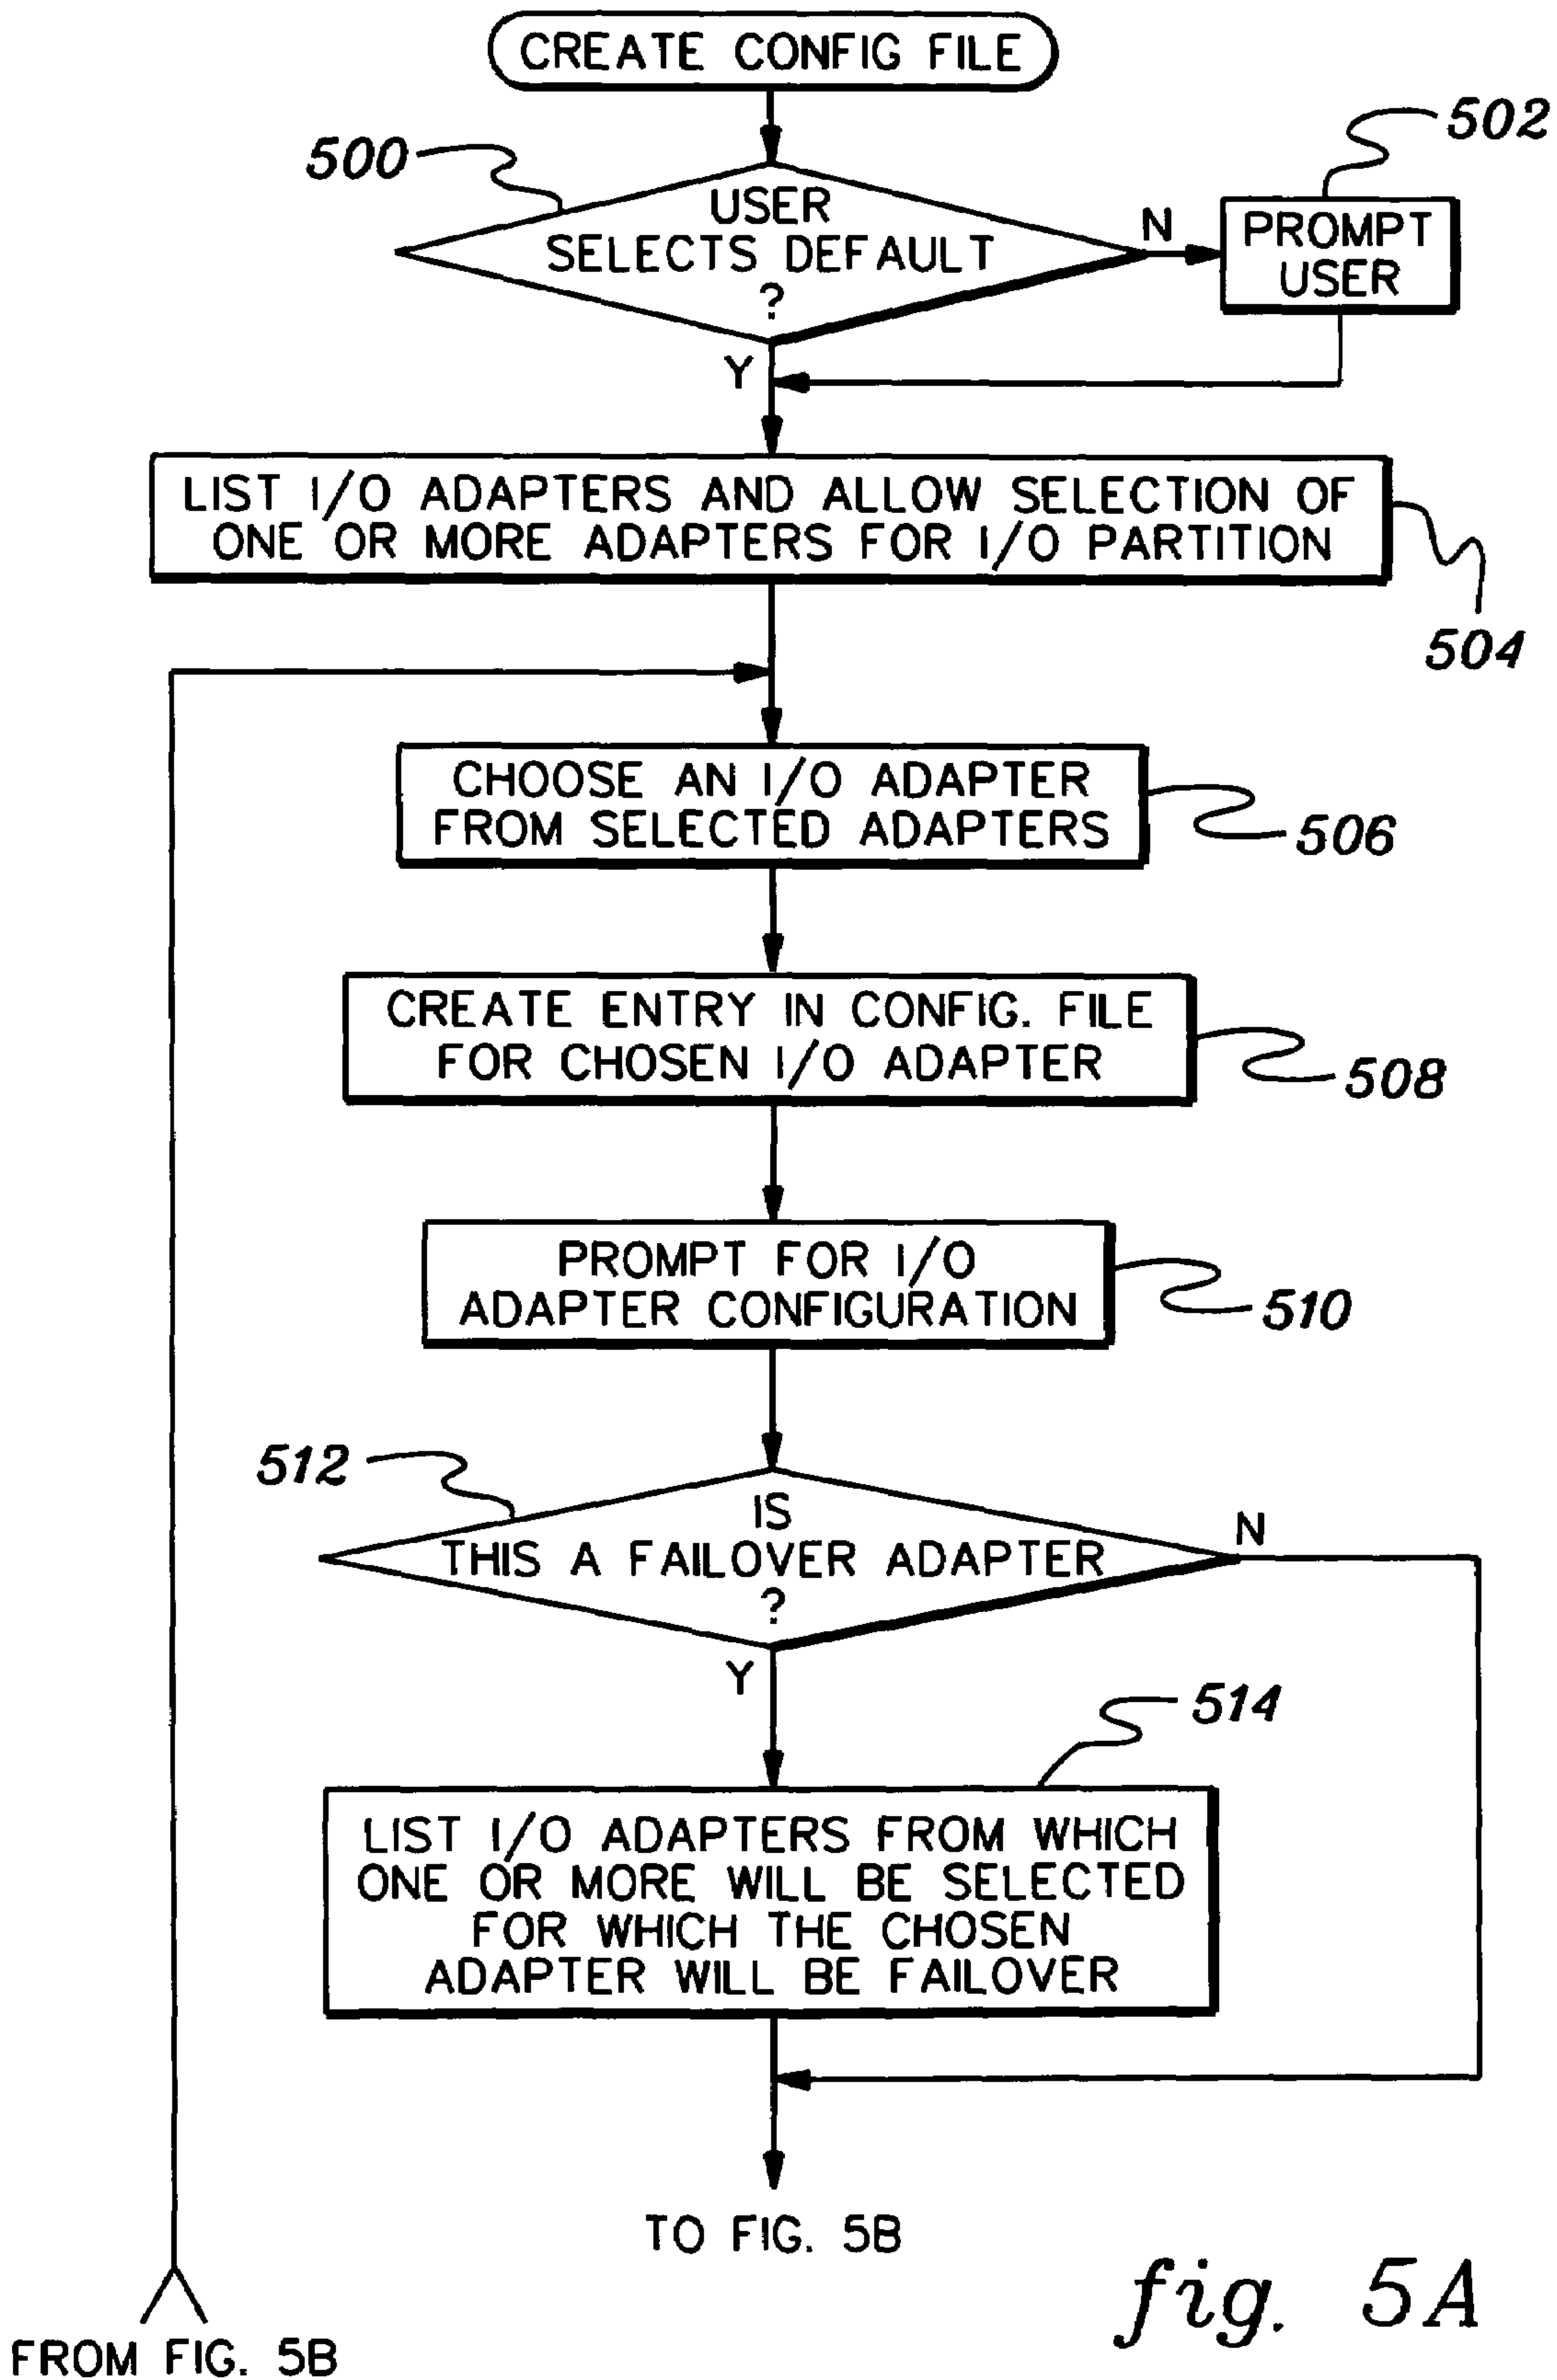 CREATE CONFIG FILE
500
502
USER
SELECTS DEFAULT
?
N
PROMPT
USER
Y
LIST I/O ADAPTERS AND ALLOW SELECTION OF
ONE OR MORE ADAPTERS FOR I/O PARTITION
504
CHOOSE AN I/O ADAPTER
FROM SELECTED ADAPTERS
506
CREATE ENTRY IN CONFIG. FILE
FOR CHOSEN I/O ADAPTER
508
PROMPT FOR I/O
ADAPTER CONFIGURATION
510
512
IS
THIS A FAILOVER ADAPTER
?
N
Y
514
LIST I/O ADAPTERS FROM WHICH
ONE OR MORE WILL BE SELECTED
FOR WHICH THE CHOSEN
ADAPTER WILL BE FAILOVER
TO FIG. 5B
fig. 5A
FROM FIG. 5B